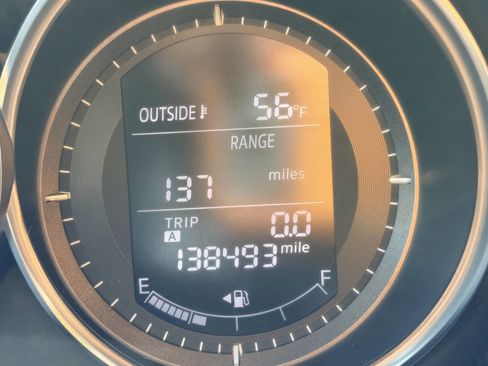 OUTSIDE 56°F
RANGE
137 miles
TRIP A 0.0
138493 mile
E F